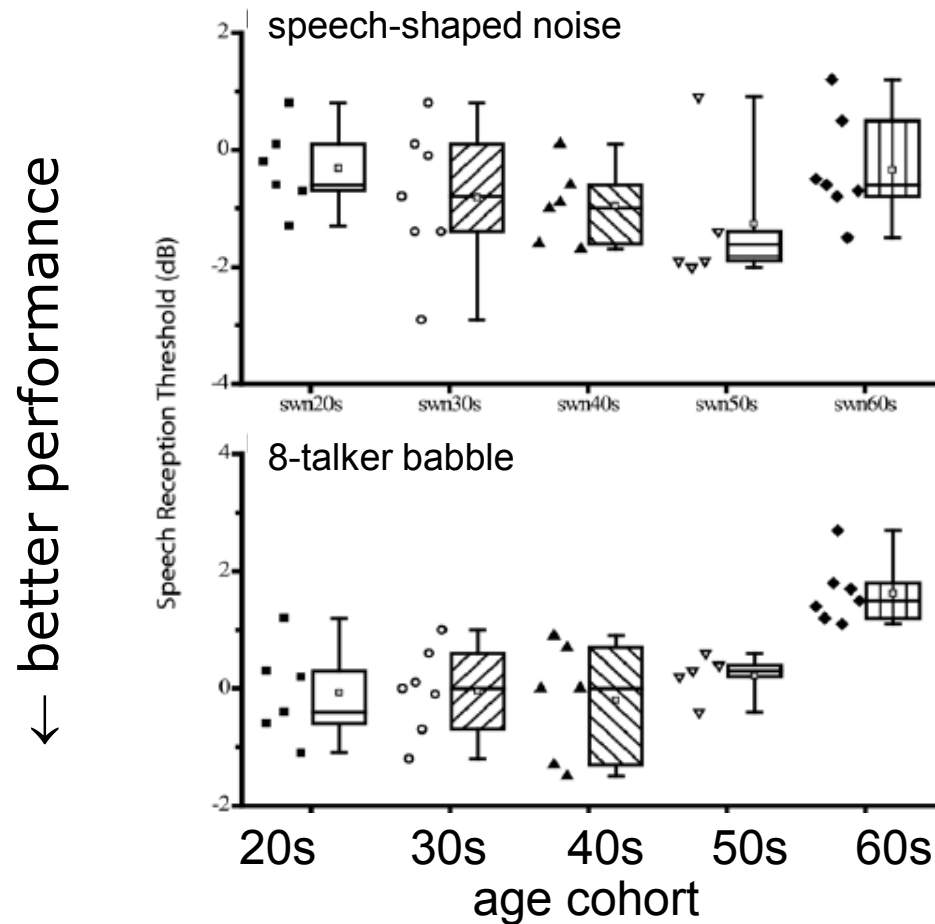 speech-shaped noise
2
0
-2
-4
swn20s swn30s swn40s swn50s swn60s
← better performance
Speech Reception Threshold (dB)
8-talker babble
4
2
0
-2
20s 30s 40s 50s 60s
age cohort